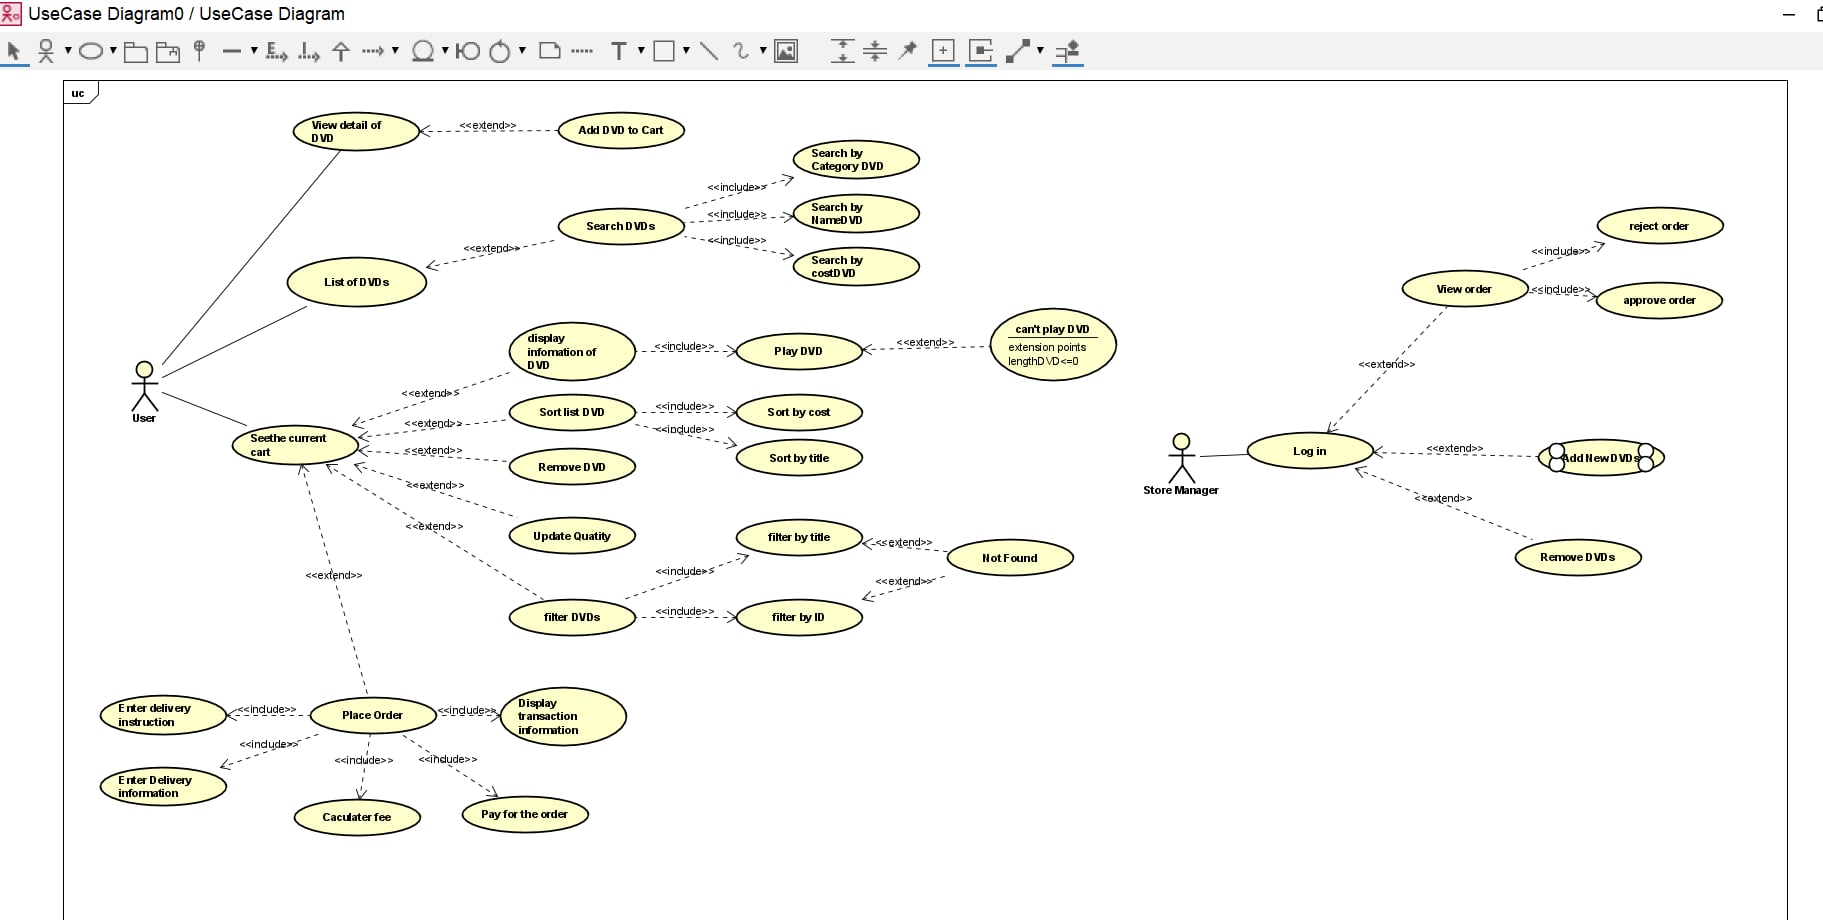 UseCase Diagram0 / UseCase Diagram
uc
View detail of
DVD
<<extend>>
Add DVD to Cart
Search by
Category DVD
<<include>>
Search DVDs
<<include>>
Search by
NameDVD
<<include>>
Search by
costDVD
<<extend>>
List of DVDs
reject order
<<include>>
View order
<<include>>
approve order
<<extend>>
display
infomation of
DVD
<<include>>
Play DVD
<<extend>>
can't play DVD
extension points
lengthDVD<=0
User
<<extend>>
Sort list DVD
<<include>>
Sort by cost
<<extend>>
<<include>>
Sort by title
Seethe current
cart
<<extend>>
Remove DVD
<<extend>>
Update Quatity
<<extend>>
filter by title
<<extend>>
Not Found
<<include>>
<<extend>>
<<extend>>
filter DVDs
<<include>>
filter by ID
Store Manager
Log in
<<extend>>
Add New DVDs
<<extend>>
Remove DVDs
Enter delivery
instruction
<<include>>
Place Order
<<include>>
Display
transaction
information
<<include>>
<<include>>
<<include>>
Enter Delivery
information
Caculater fee
Pay for the order